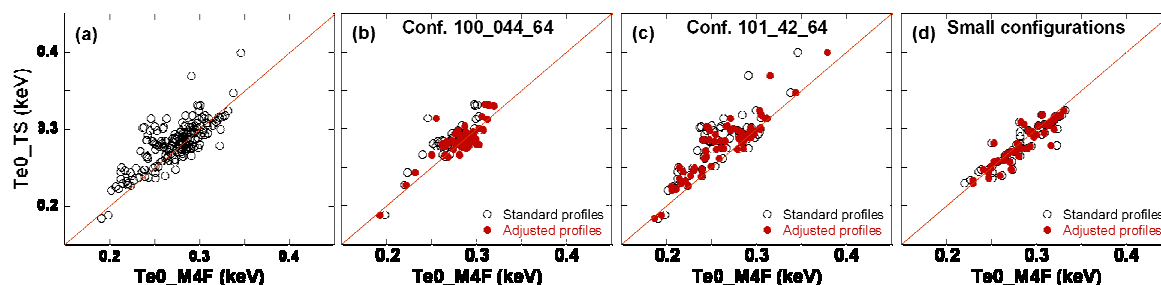 (a)
(b) Conf. 100_044_64
(c) Conf. 101_42_64
(d) Small configurations
Te0_TS (keV)
0.4
0.3
0.2
Standard profiles
Adjusted profiles
Standard profiles
Adjusted profiles
Standard profiles
Adjusted profiles
0.2 0.3 0.4
0.2 0.3 0.4
0.2 0.3 0.4
0.2 0.3 0.4
Te0_M4F (keV)
Te0_M4F (keV)
Te0_M4F (keV)
Te0_M4F (keV)